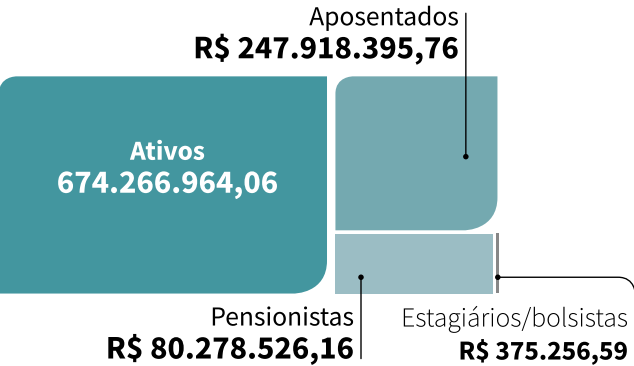 Aposentados
R$ 247.918.395,76
Ativos
674.266.964,06
Pensionistas
R$ 80.278.526,16
Estagiários/bolsistas
R$ 375.256,59